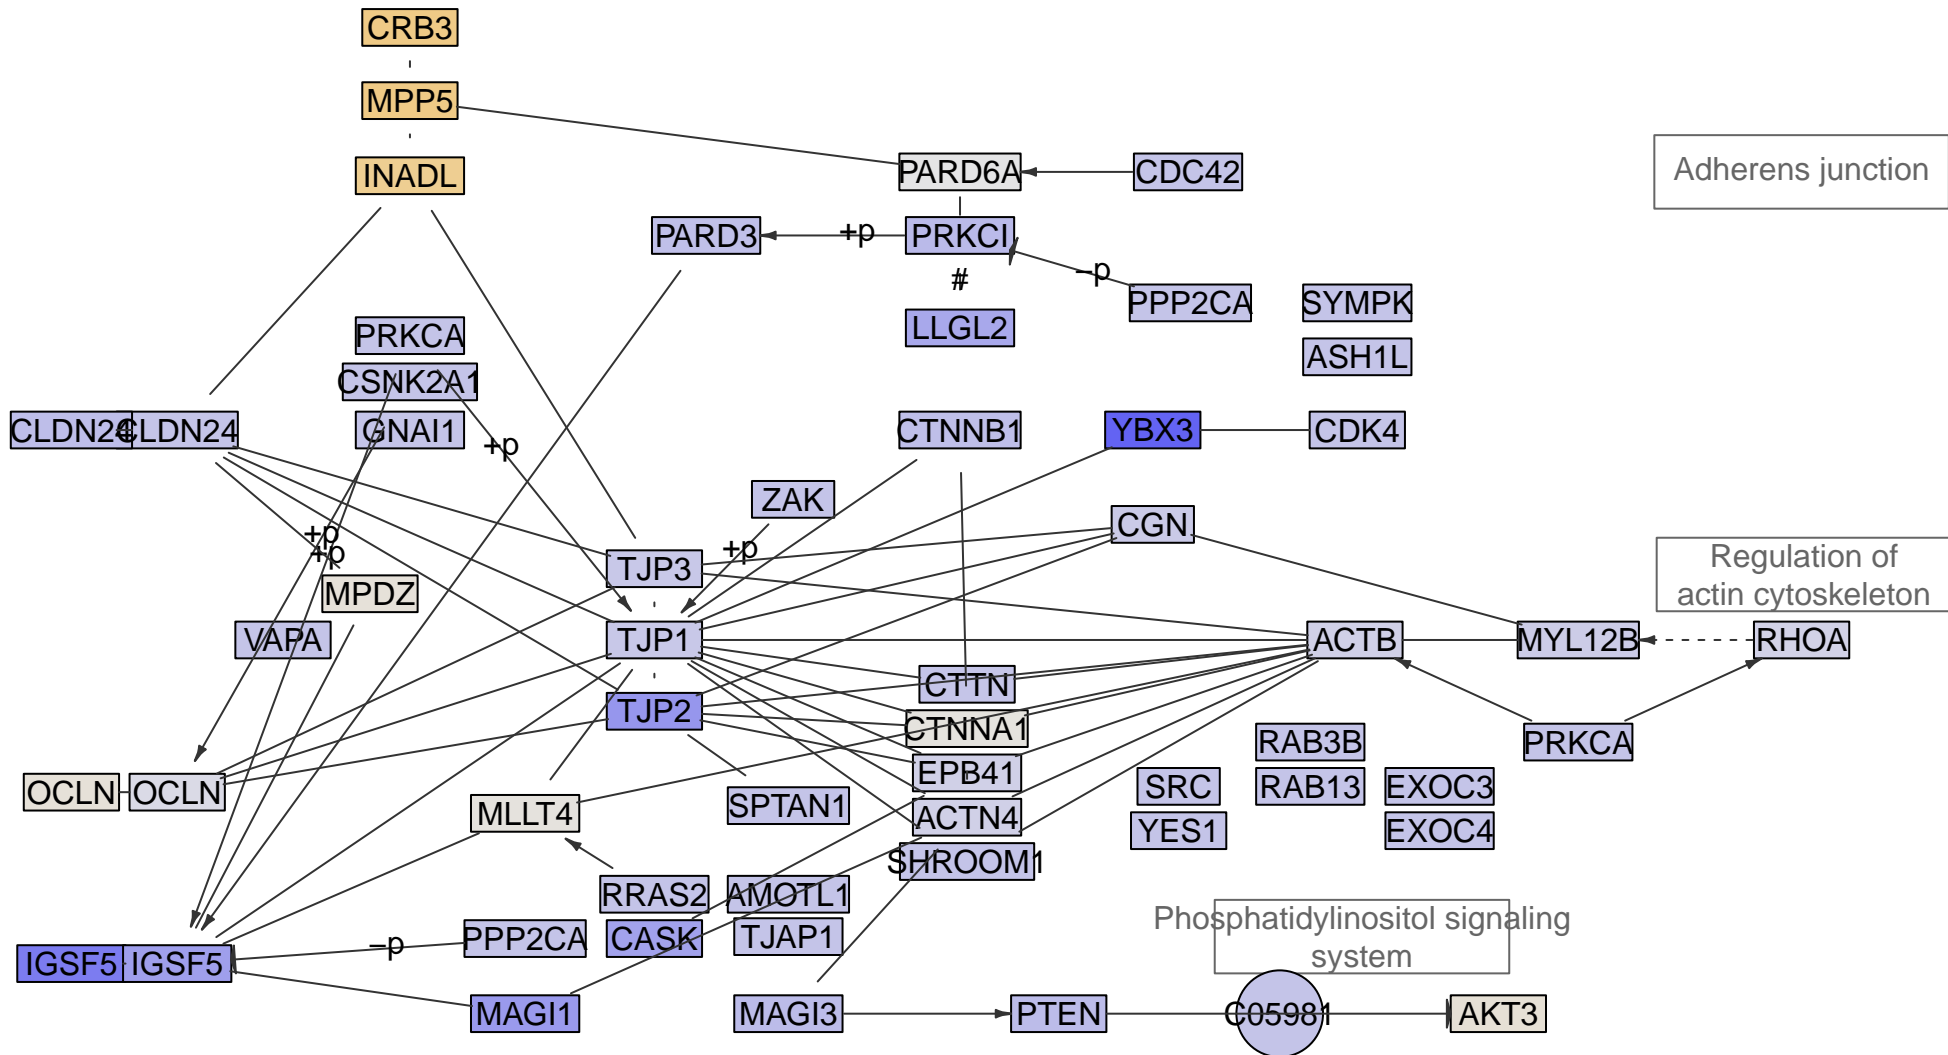 CRB3
MPP5
INADL
PARD6A
CDC42
Adherens junction
PARD3
+p
PRKCI
–p
#
PPP2CA
SYMPK
LLGL2
PRKCA
ASH1L
CSNK2A1
CLDN24
CLDN24
GNAI1
+p
CTNNB1
YBX3
CDK4
ZAK
CGN
+p
+p
+p
TJP3
MPDZ
Regulation of
actin cytoskeleton
VAPA
TJP1
ACTB
MYL12B
RHOA
CTTN
TJP2
CTNNA1
RAB3B
PRKCA
EPB41
OCLN
OCLN
MLLT4
SPTAN1
SRC
RAB13
EXOC3
ACTN4
YES1
EXOC4
SHROOM1
RRAS2
AMOTL1
PPP2CA
CASK
TJAP1
Phosphatidylinositol signaling
system
–p
IGSF5
IGSF5
MAGI1
MAGI3
PTEN
C05981
AKT3